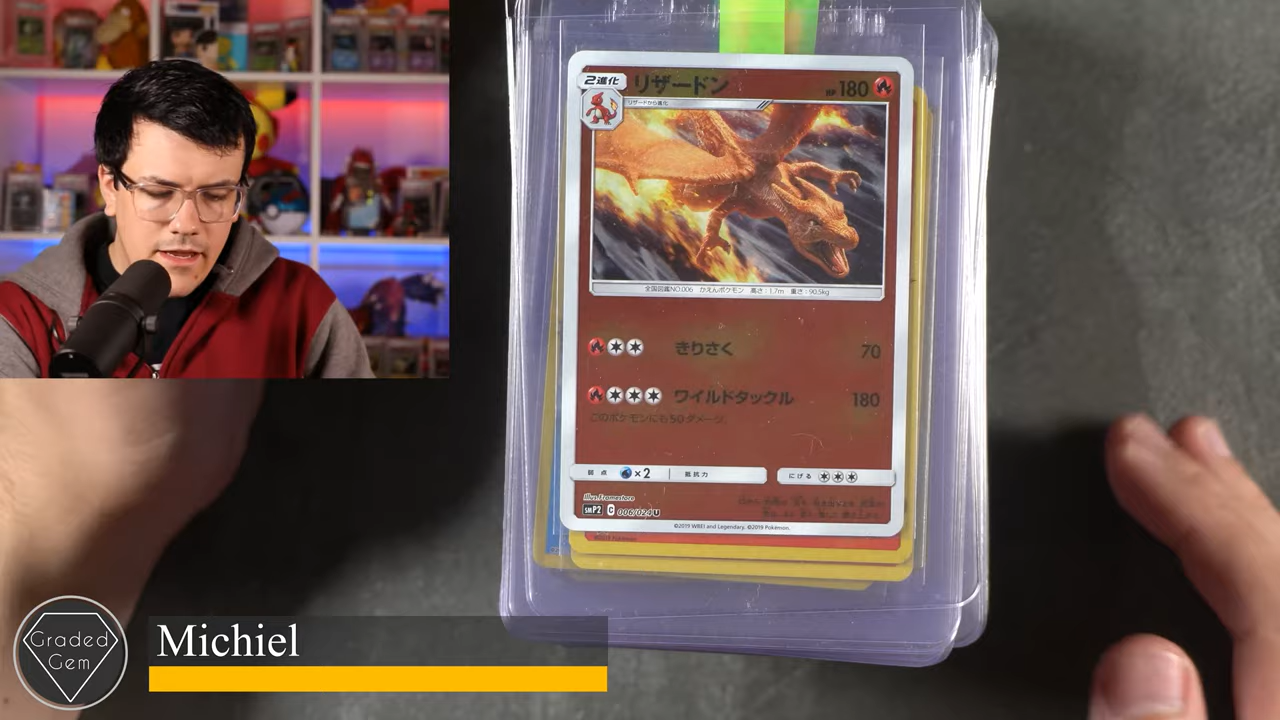 2進化 リザードン HP 180
リザードから進化
全国図鑑NO.006 かえんポケモン 高さ：1.7m 重さ：90.5kg
きりさく 70
ワイルドタックル 180
このポケモンにも50ダメージ。
弱点 ×2 抵抗力 にげる
Illus.Framestore
SMP2 C 006/024 U
©2019 WBEI and Legendary. ©2019 Pokémon.
Graded
Gem
Michiel